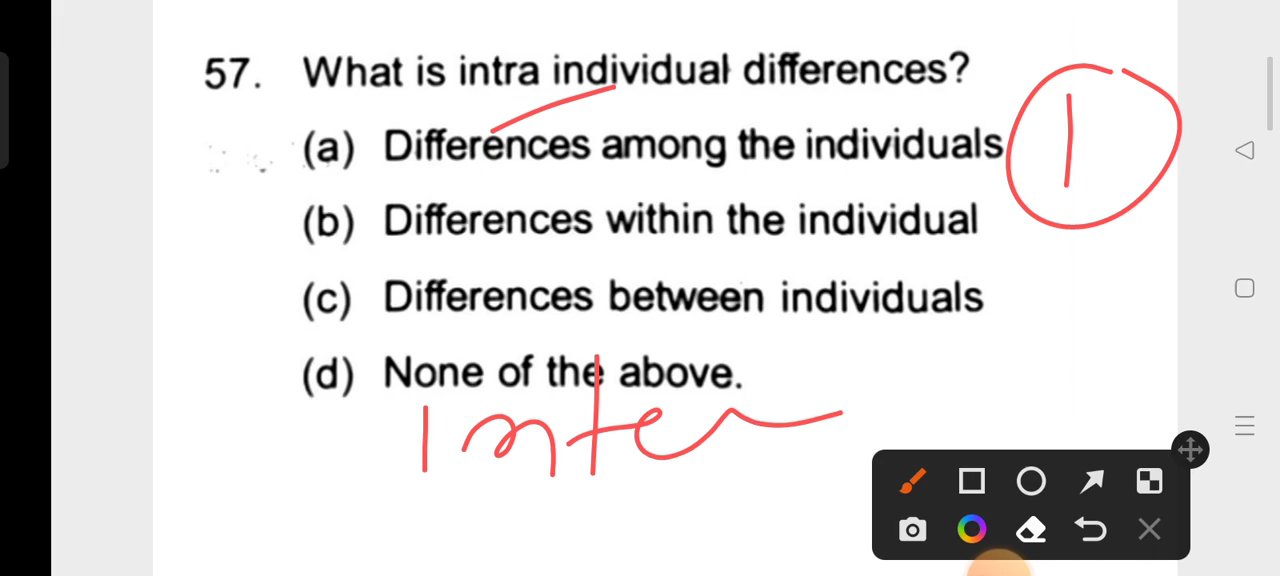 57. What is intra individual differences?
(a) Differences among the individuals
1
(b) Differences within the individual
(c) Differences between individuals
(d) None of the above.
Inter